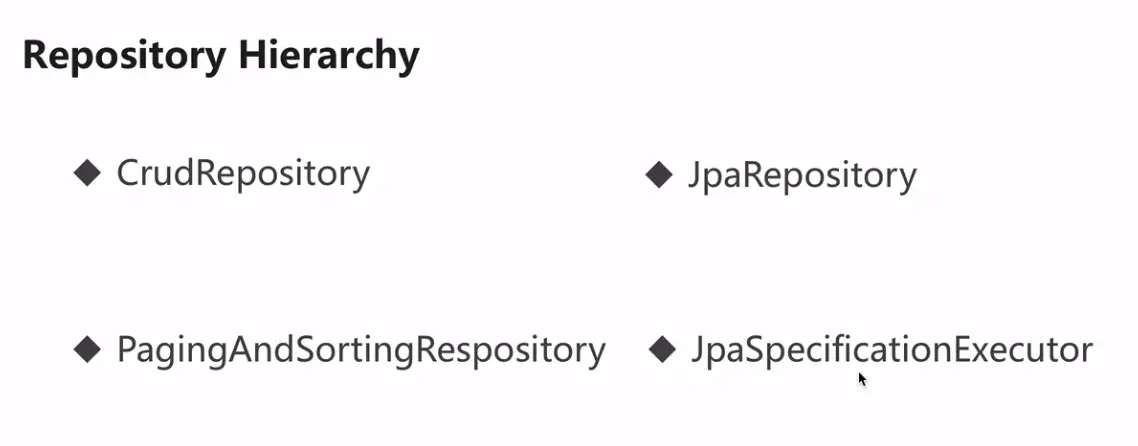 Repository Hierarchy
◆ CrudRepository
◆ JpaRepository
◆ PagingAndSortingRespository
◆ JpaSpecificationExecutor